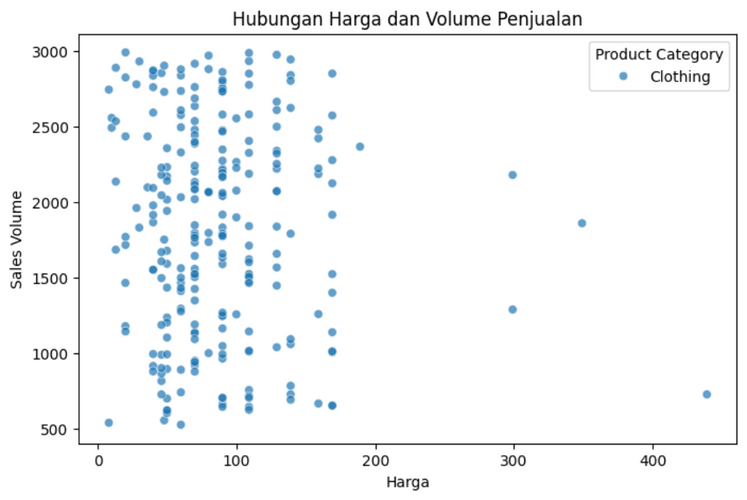 Hubungan Harga dan Volume Penjualan
Product Category
Clothing
Sales Volume
3000
2500
2000
1500
1000
500
0
100
200
300
400
Harga